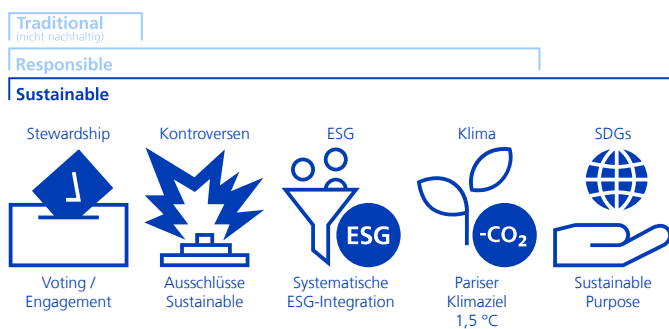 Traditional
(nicht nachhaltig)
Responsible
Sustainable
Stewardship
Kontroversen
ESG
Klima
SDGs
ESG
-CO₂
Voting /
Engagement
Ausschlüsse
Sustainable
Systematische
ESG-Integration
Pariser
Klimaziel
1,5 °C
Sustainable
Purpose